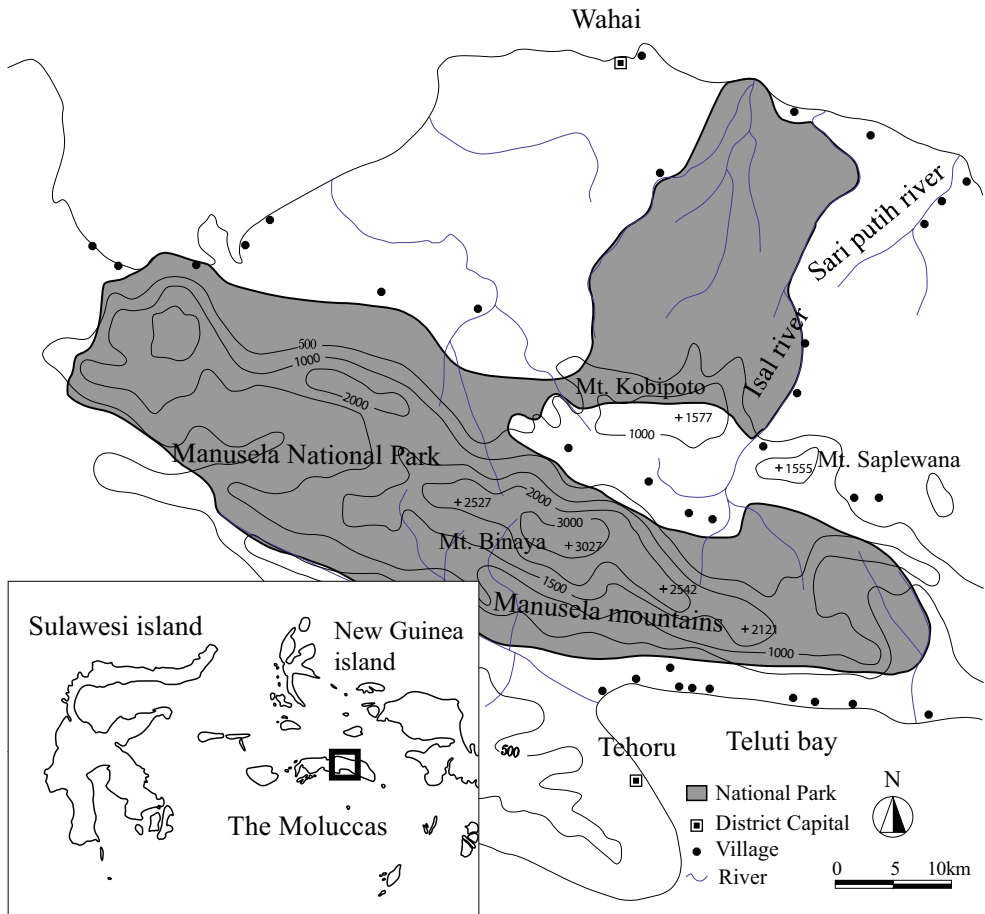 Wahai
Sari putih river
Isal river
500
1000
2000
Mt. Kobipoto
+1577
1000
Manusela National Park
Mt. Saplewana
+1555
2000
+2527
3000
Mt. Binaya
+3027
1500
+2542
Manusela mountains
+2121
1000
Sulawesi island
New Guinea
island
The Moluccas
500
Tehoru
Teluti bay
National Park
District Capital
Village
River
N
0 5 10km